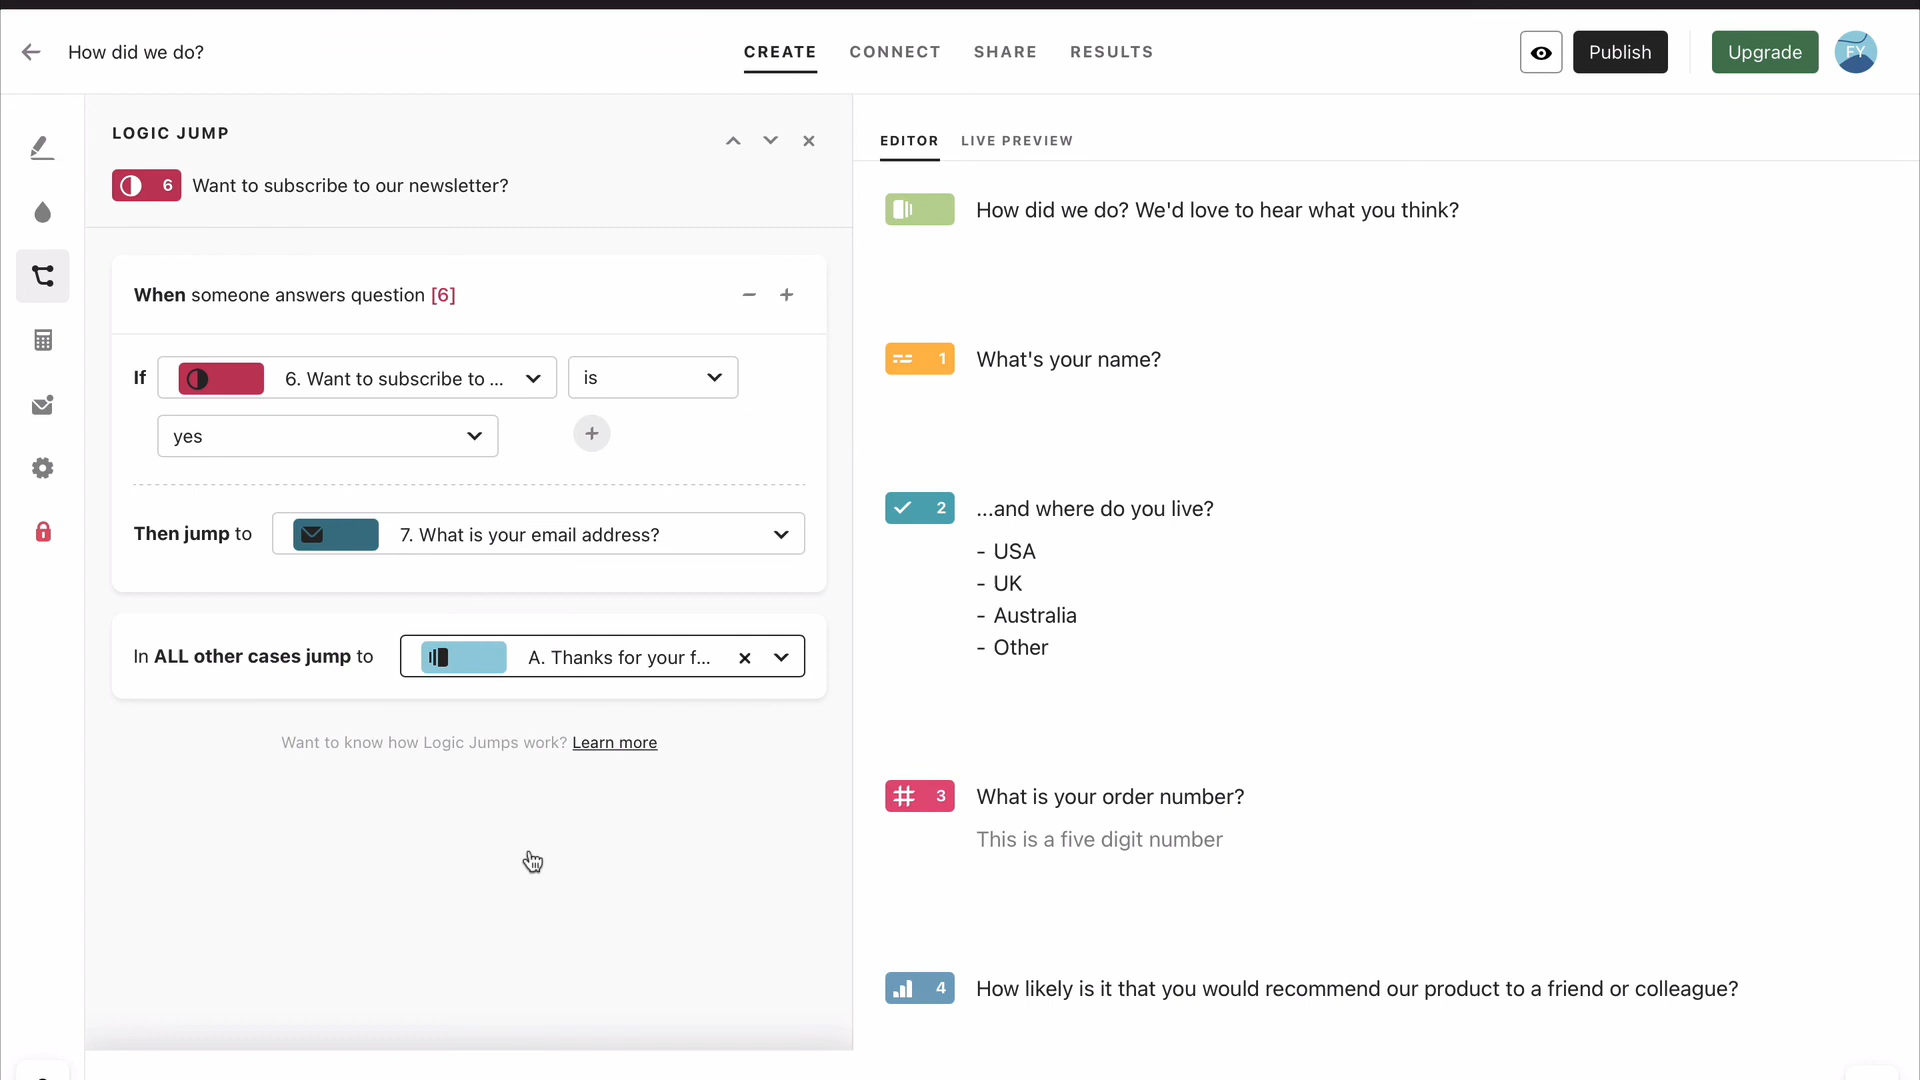 How did we do?
CREATE
CONNECT
SHARE
RESULTS
Publish
Upgrade
FY
LOGIC JUMP
6 Want to subscribe to our newsletter?
When someone answers question [6]
If 6. Want to subscribe to ... is
yes
Then jump to 7. What is your email address?
In ALL other cases jump to A. Thanks for your f...
Want to know how Logic Jumps work? Learn more
EDITOR
LIVE PREVIEW
How did we do? We'd love to hear what you think?
1 What's your name?
2 ...and where do you live?
- USA
- UK
- Australia
- Other
3 What is your order number?
This is a five digit number
4 How likely is it that you would recommend our product to a friend or colleague?